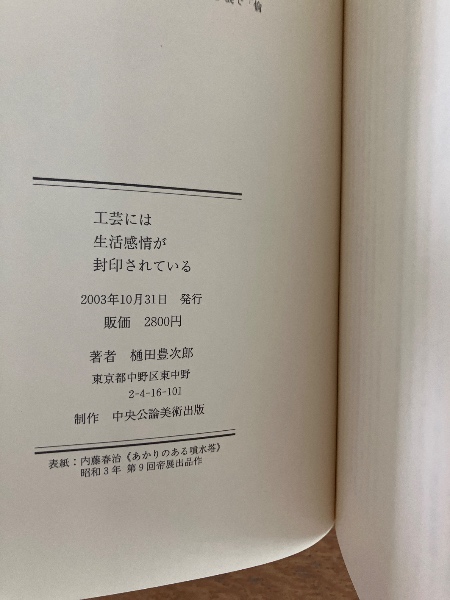 工芸には
生活感情が
封印されている
2003年10月31日 発行
販価 2800円
著者 樋田豊次郎
東京都中野区東中野
2-4-16-101
制作 中央公論美術出版
表紙：内藤春治《あかりのある噴水塔》
昭和3年 第9回帝展出品作